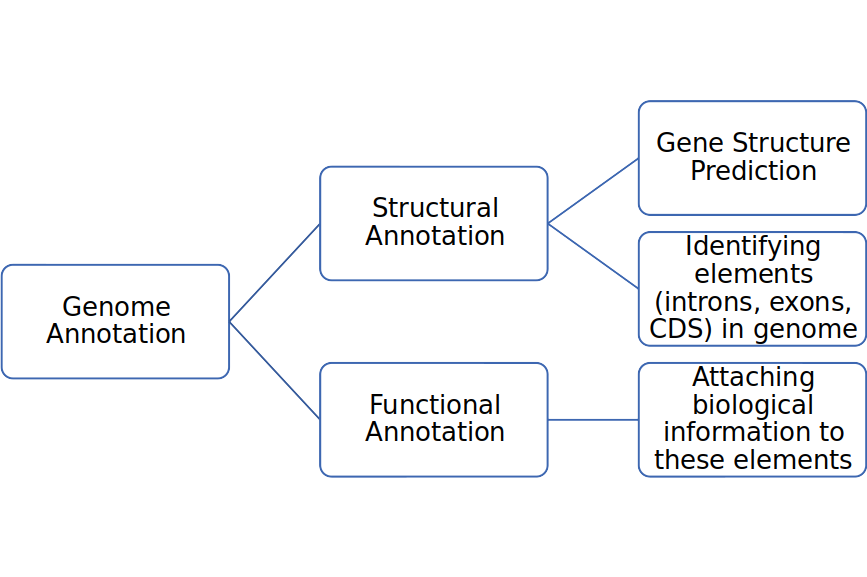 Genome
Annotation
Structural
Annotation
Functional
Annotation
Gene Structure
Prediction
Identifying
elements
(introns, exons,
CDS) in genome
Attaching
biological
information to
these elements